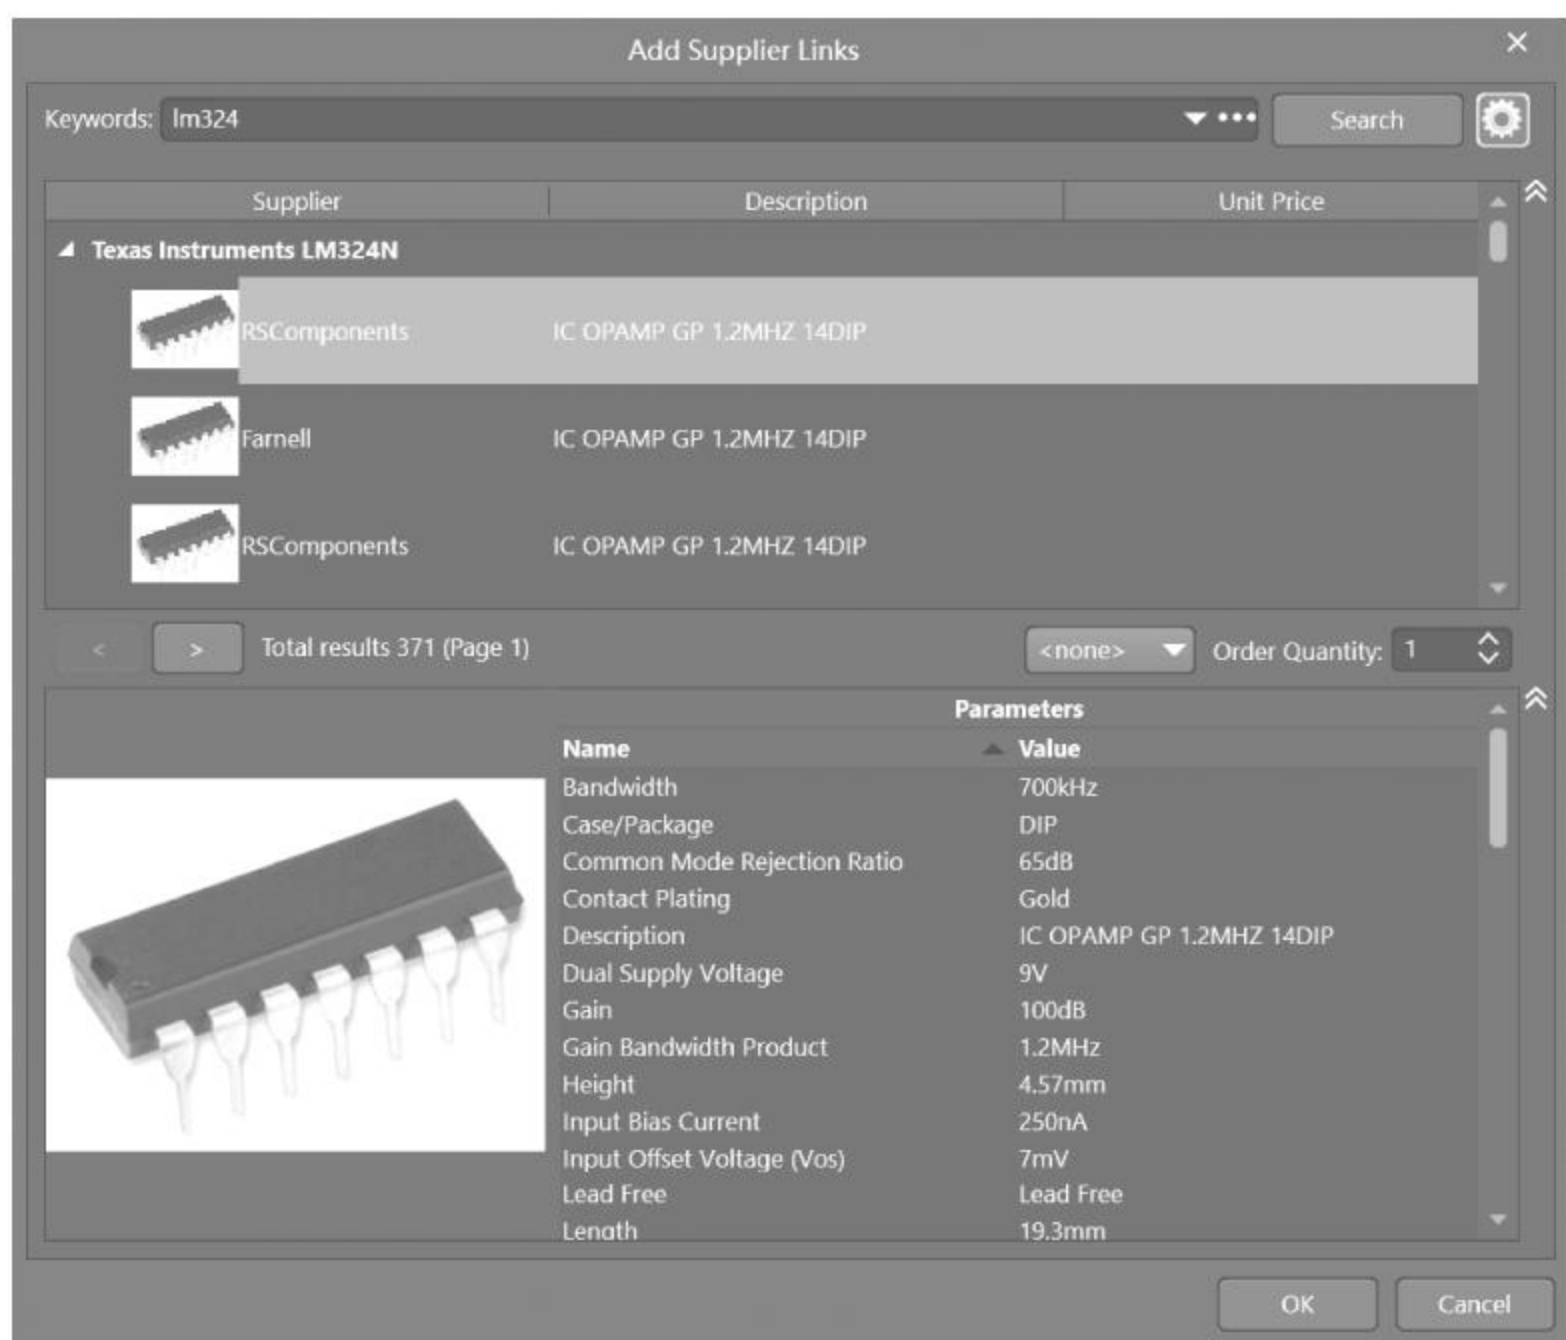 Add Supplier Links
Keywords: lm324 Search
Supplier Description Unit Price
Texas Instruments LM324N
RSComponents IC OPAMP GP 1.2MHZ 14DIP
Farnell IC OPAMP GP 1.2MHZ 14DIP
RSComponents IC OPAMP GP 1.2MHZ 14DIP
< > Total results 371 (Page 1) <none> Order Quantity: 1
Parameters
Name Value
Bandwidth 700kHz
Case/Package DIP
Common Mode Rejection Ratio 65dB
Contact Plating Gold
Description IC OPAMP GP 1.2MHZ 14DIP
Dual Supply Voltage 9V
Gain 100dB
Gain Bandwidth Product 1.2MHz
Height 4.57mm
Input Bias Current 250nA
Input Offset Voltage (Vos) 7mV
Lead Free Lead Free
Length 19.3mm
OK Cancel